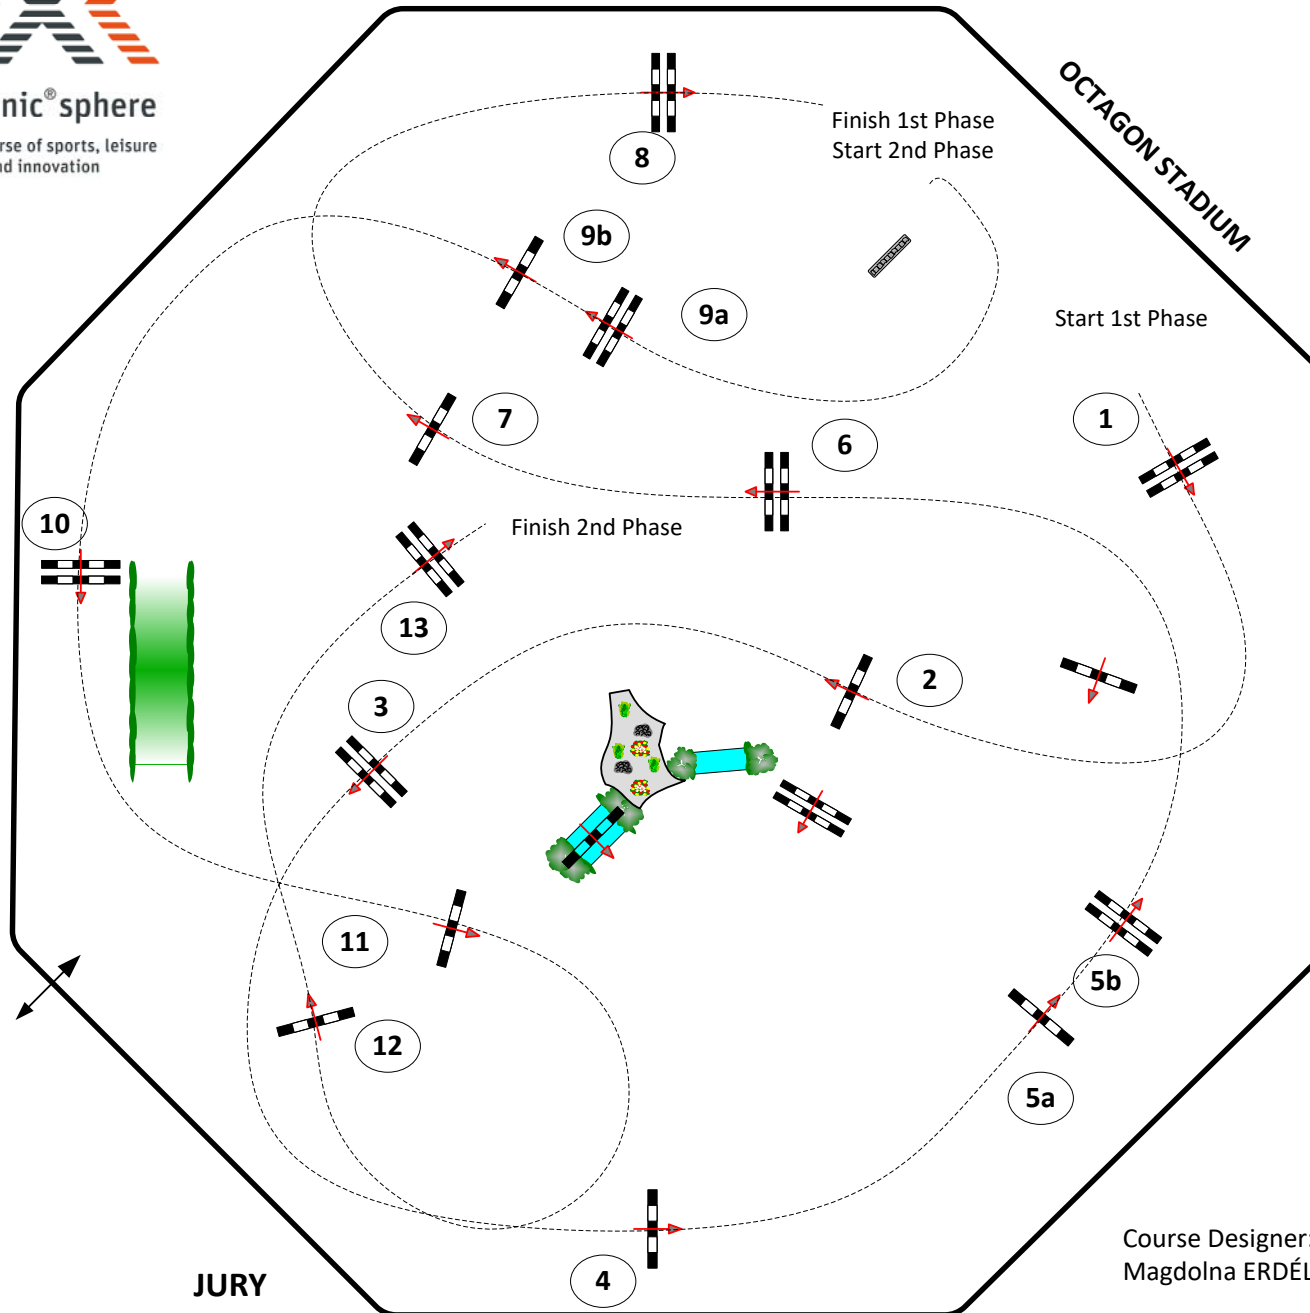 nic® sphere
rse of sports, leisure
nd innovation
OCTAGON STADIUM
Finish 1st Phase
Start 2nd Phase
8
9b
9a
Start 1st Phase
7
6
1
10
Finish 2nd Phase
13
2
3
11
5b
12
5a
4
JURY
Course Designer:
Magdolna ERDÉL